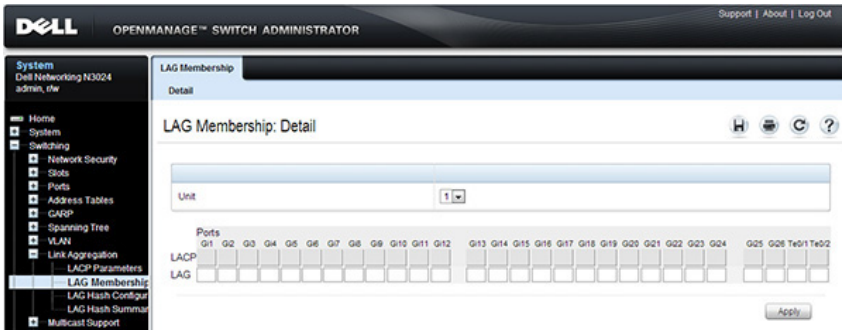 Support | About | Log Out
DELL OPENMANAGE™ SWITCH ADMINISTRATOR
System
Dell Networking N3024
admin, r/w
Home
System
Switching
Network Security
Slots
Ports
Address Tables
GARP
Spanning Tree
VLAN
Link Aggregation
LACP Parameters
LAG Membership
LAG Hash Configur
LAG Hash Summar
Multicast Support
LAG Membership
Detail
LAG Membership: Detail
?
Unit 1
Ports
Gi1 Gi2 Gi3 Gi4 Gi5 Gi6 Gi7 Gi8 Gi9 Gi10 Gi11 Gi12 Gi13 Gi14 Gi15 Gi16 Gi17 Gi18 Gi19 Gi20 Gi21 Gi22 Gi23 Gi24 Gi25 Gi26 Te0/1 Te0/2
LACP
LAG
Apply